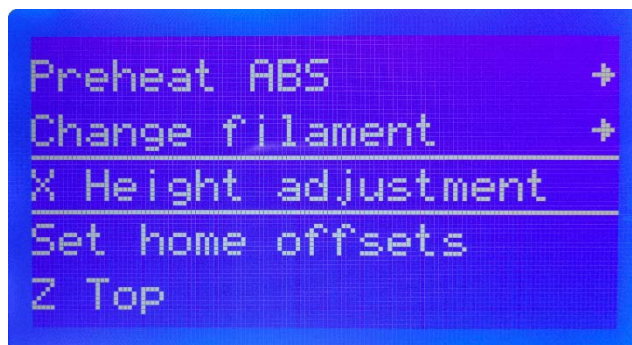 Preheat ABS →
Change filament →
X Height adjustment
Set home offsets
Z Top